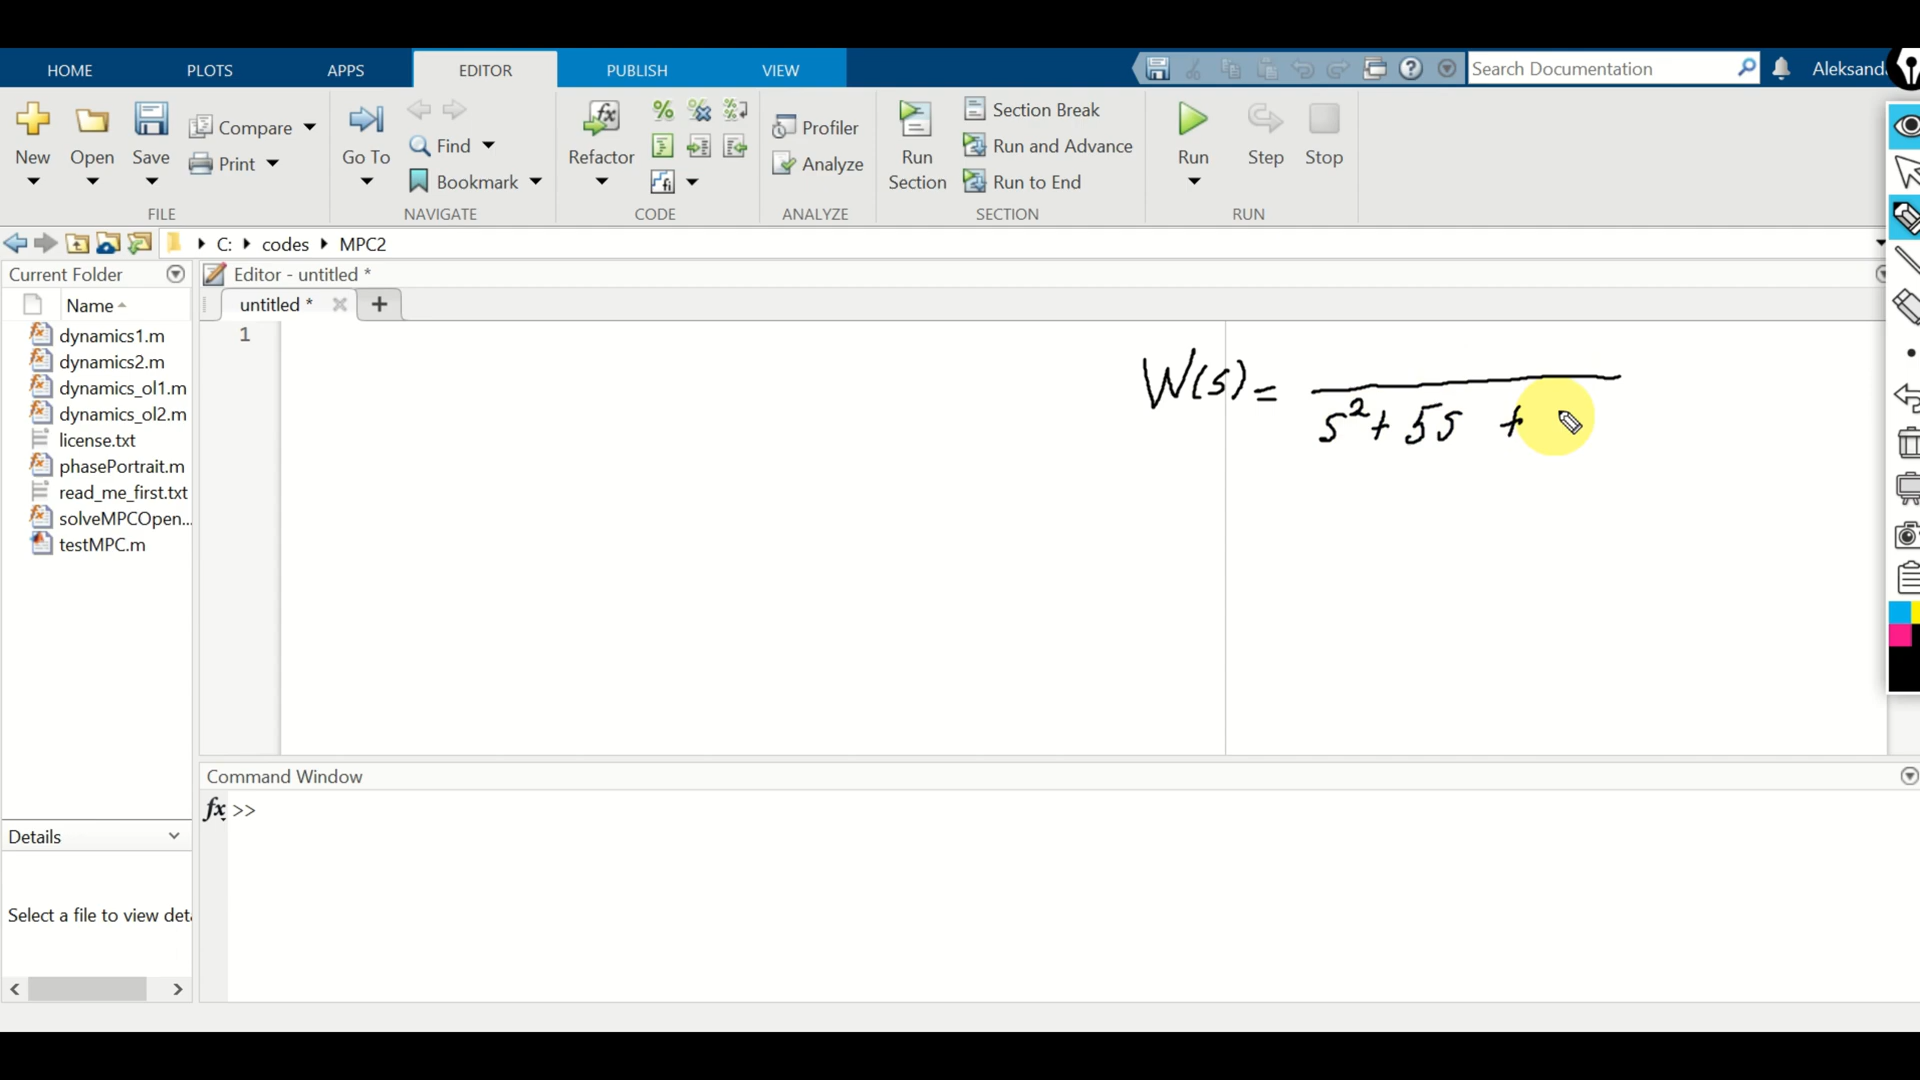 HOME PLOTS APPS EDITOR PUBLISH VIEW Search Documentation Aleksand
New Open Save Compare Print
FILE
Go To Find Bookmark
NAVIGATE
Refactor
CODE
Profiler Analyze
ANALYZE
Run Section Section Break Run and Advance Run to End
SECTION
Run Step Stop
RUN
C: codes MPC2
Current Folder
Name
dynamics1.m
dynamics2.m
dynamics_ol1.m
dynamics_ol2.m
license.txt
phasePortrait.m
read_me_first.txt
solveMPCOpen...
testMPC.m
Details
Select a file to view deta
Editor - untitled *
untitled *
1
W(s)=
s²+ 5s +
Command Window
fx >>